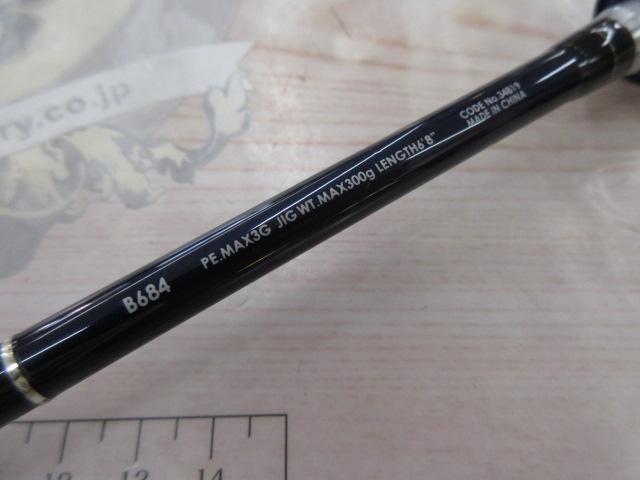 B684
PE.MAX3G JIG WT.MAX300g LENGTH6'8"
CODE No.34819
MADE IN CHINA
ry.co.jp
10
12
14